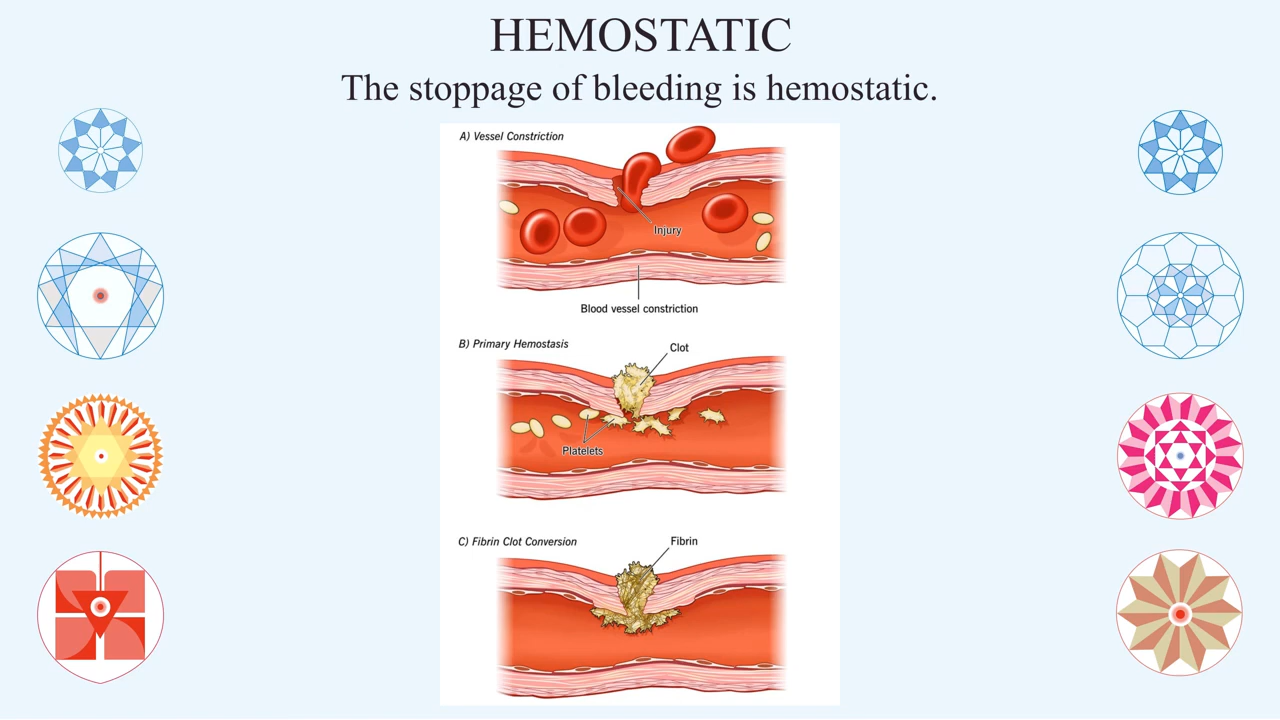 HEMOSTATIC
The stoppage of bleeding is hemostatic.
A) Vessel Constriction
Injury
Blood vessel constriction
B) Primary Hemostasis
Clot
Platelets
C) Fibrin Clot Conversion
Fibrin